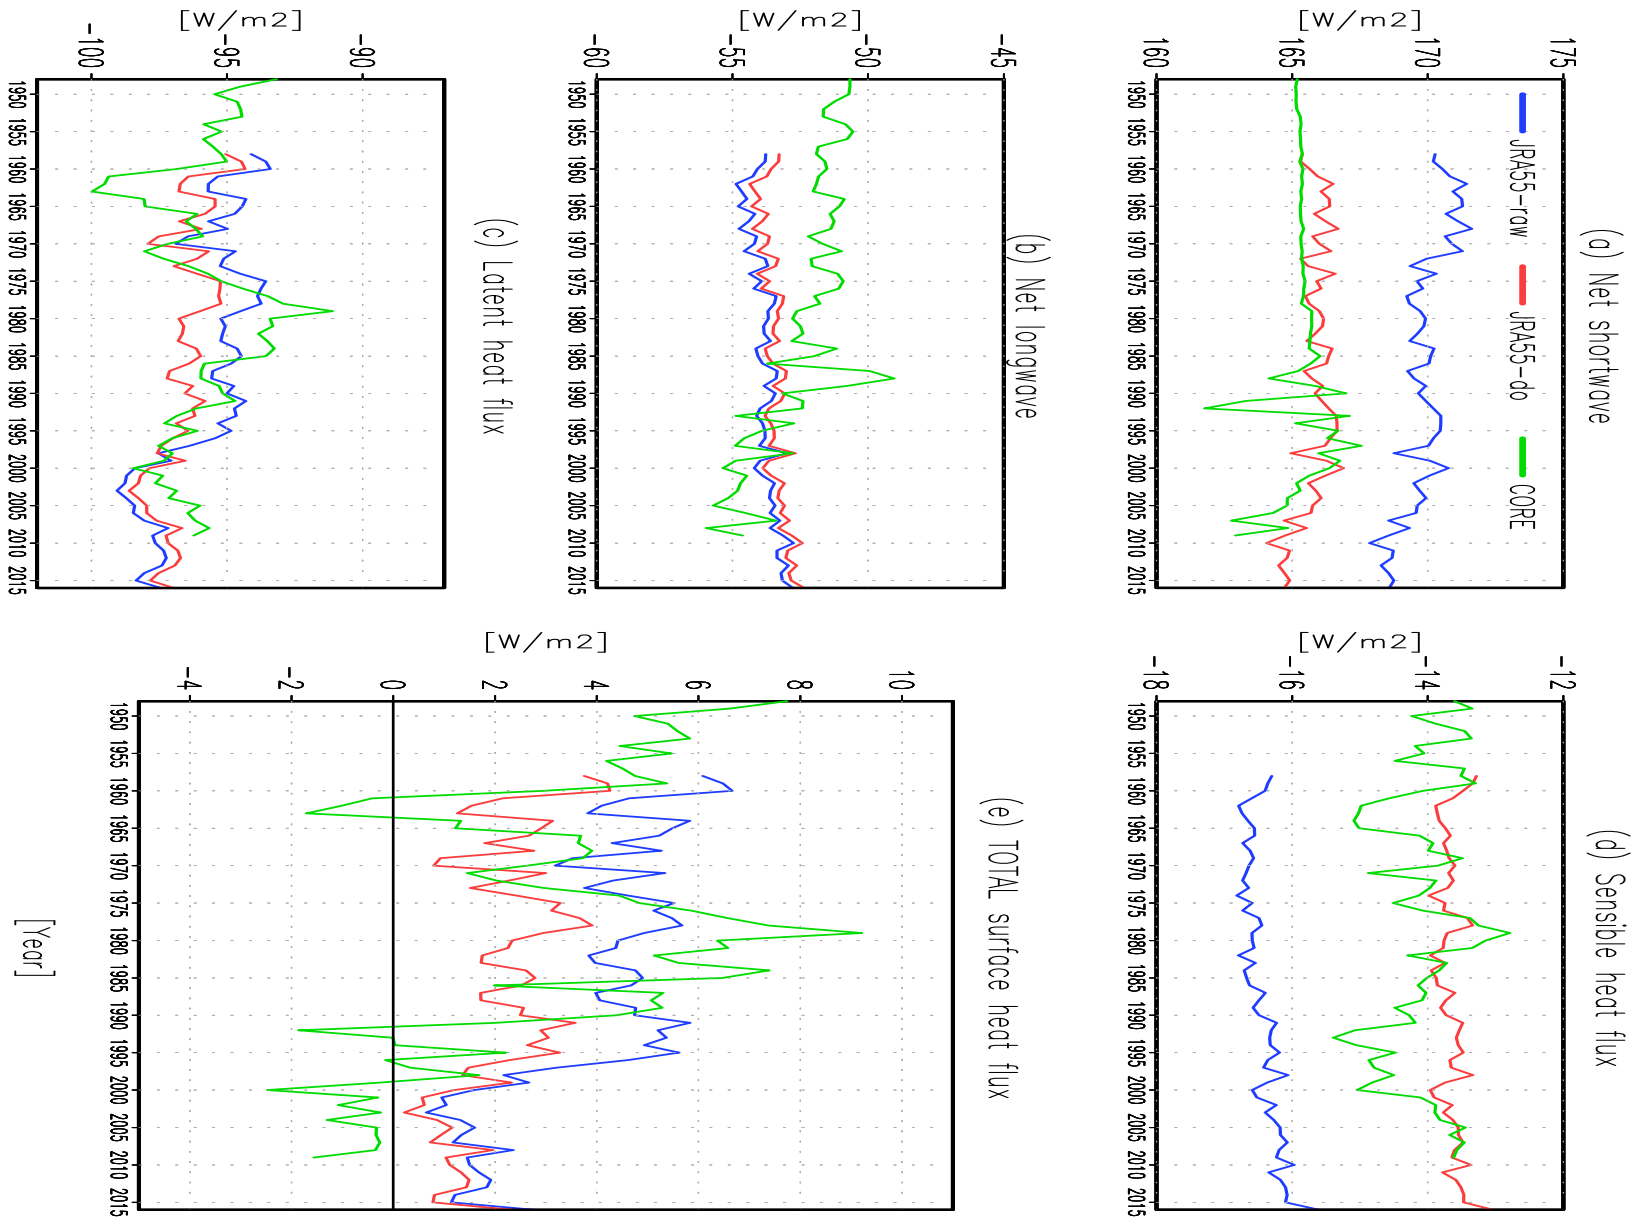 (a) Net shortwave
[W/m2]
175
170
165
160
JRA55-raw JRA55-do CORE
1950 1955 1960 1965 1970 1975 1980 1985 1990 1995 2000 2005 2010 2015
(d) Sensible heat flux
[W/m2]
-12
-14
-16
-18
1950 1955 1960 1965 1970 1975 1980 1985 1990 1995 2000 2005 2010 2015
(b) Net longwave
[W/m2]
-45
-50
-55
-60
1950 1955 1960 1965 1970 1975 1980 1985 1990 1995 2000 2005 2010 2015
(c) Latent heat flux
[W/m2]
-90
-95
-100
1950 1955 1960 1965 1970 1975 1980 1985 1990 1995 2000 2005 2010 2015
(e) TOTAL surface heat flux
[W/m2]
10
8
6
4
2
0
-2
-4
1950 1955 1960 1965 1970 1975 1980 1985 1990 1995 2000 2005 2010 2015
[Year]